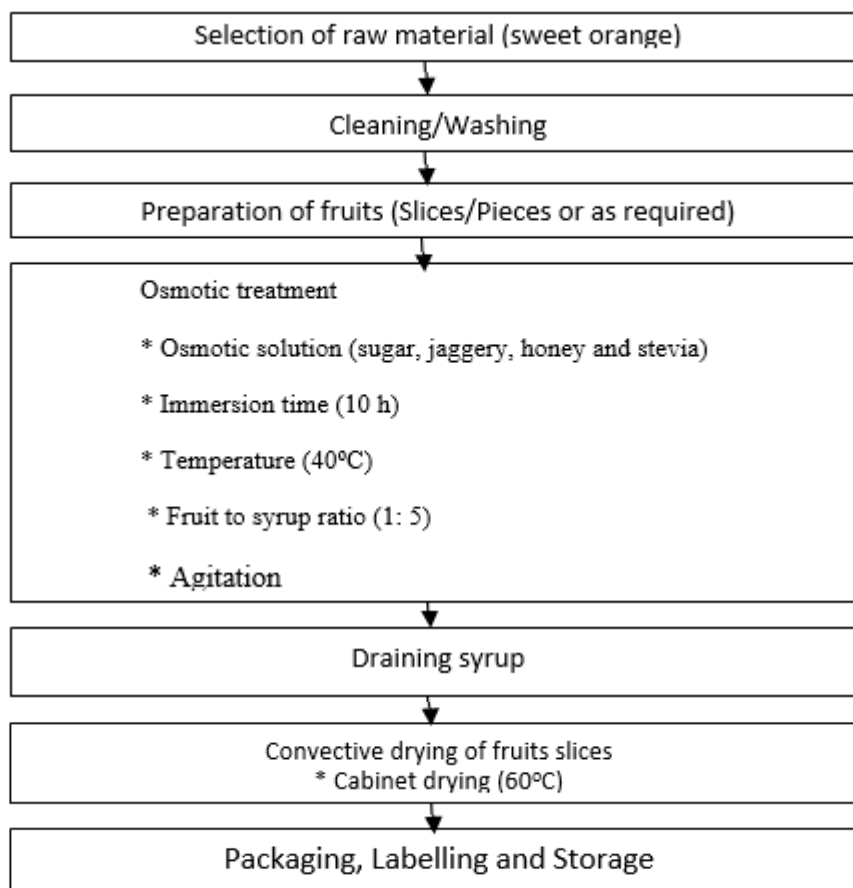 Selection of raw material (sweet orange)
Cleaning/Washing
Preparation of fruits (Slices/Pieces or as required)
Osmotic treatment
* Osmotic solution (sugar, jaggery, honey and stevia)
* Immersion time (10 h)
* Temperature (40⁰C)
* Fruit to syrup ratio (1: 5)
* Agitation
Draining syrup
Convective drying of fruits slices
* Cabinet drying (60ᵒC)
Packaging, Labelling and Storage